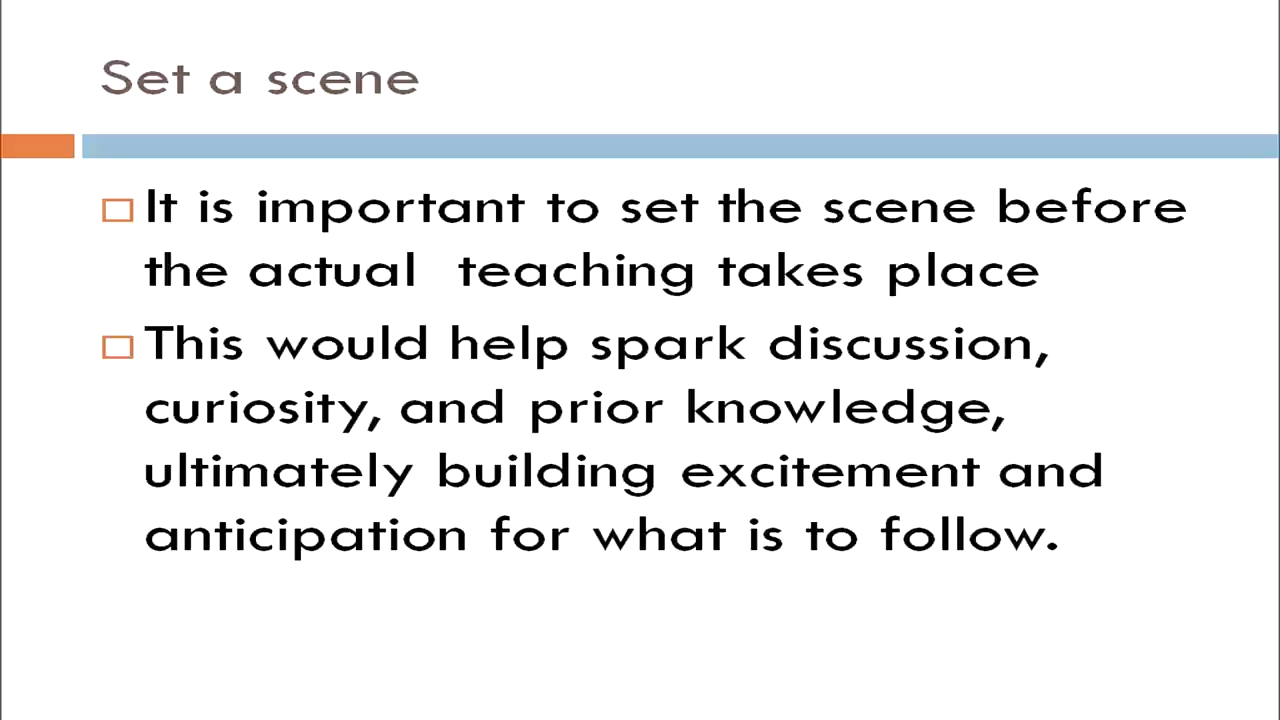 Set a scene
It is important to set the scene before
the actual  teaching takes place
This would help spark discussion,
curiosity, and prior knowledge,
ultimately building excitement and
anticipation for what is to follow.